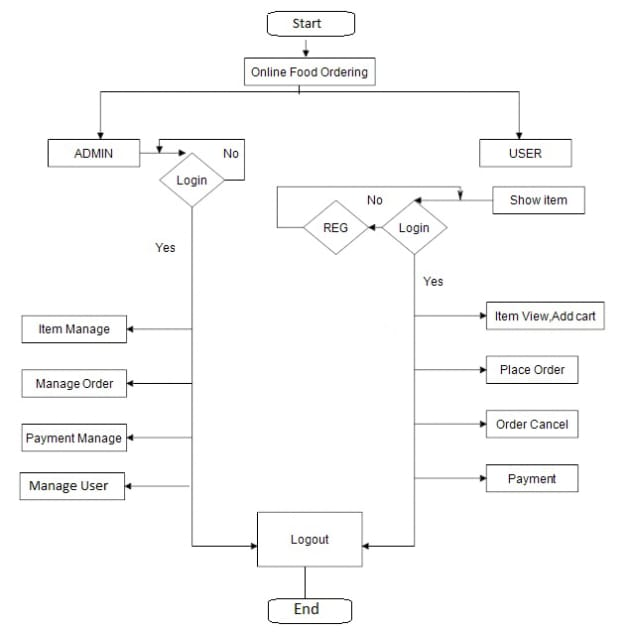 Start
Online Food Ordering
ADMIN
No
USER
Login
No
Show item
REG
Login
Yes
Yes
Item Manage
Item View,Add cart
Manage Order
Place Order
Payment Manage
Order Cancel
Manage User
Payment
Logout
End